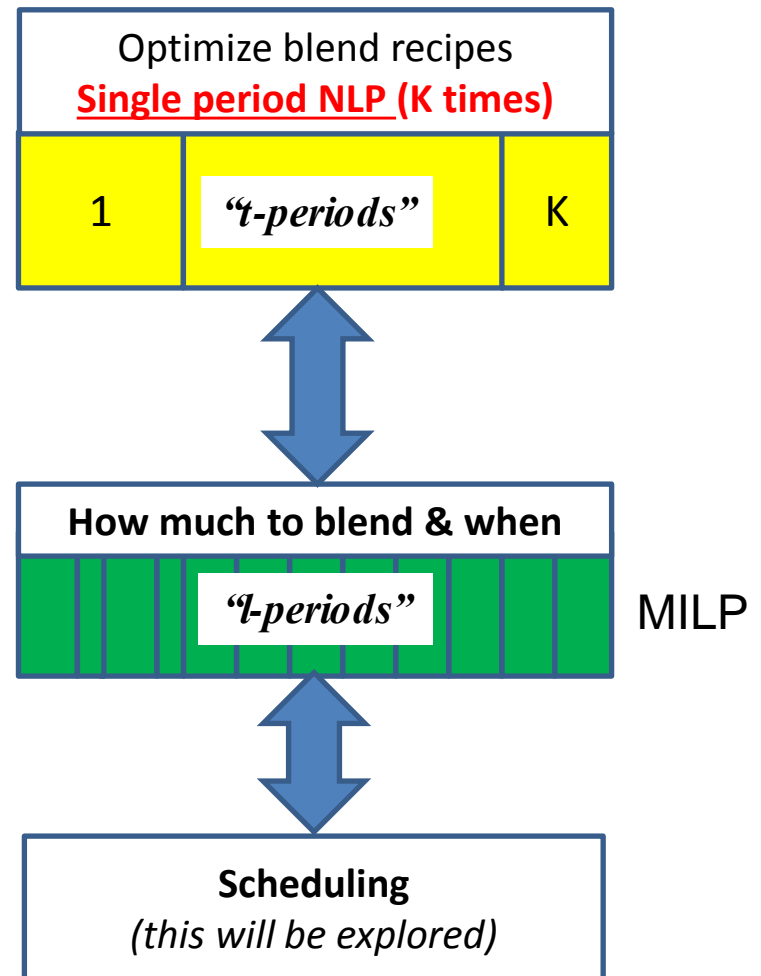 Optimize blend recipes
Single period NLP (K times)
1 “t-periods” K
How much to blend & when
“l-periods”
MILP
Scheduling
(this will be explored)